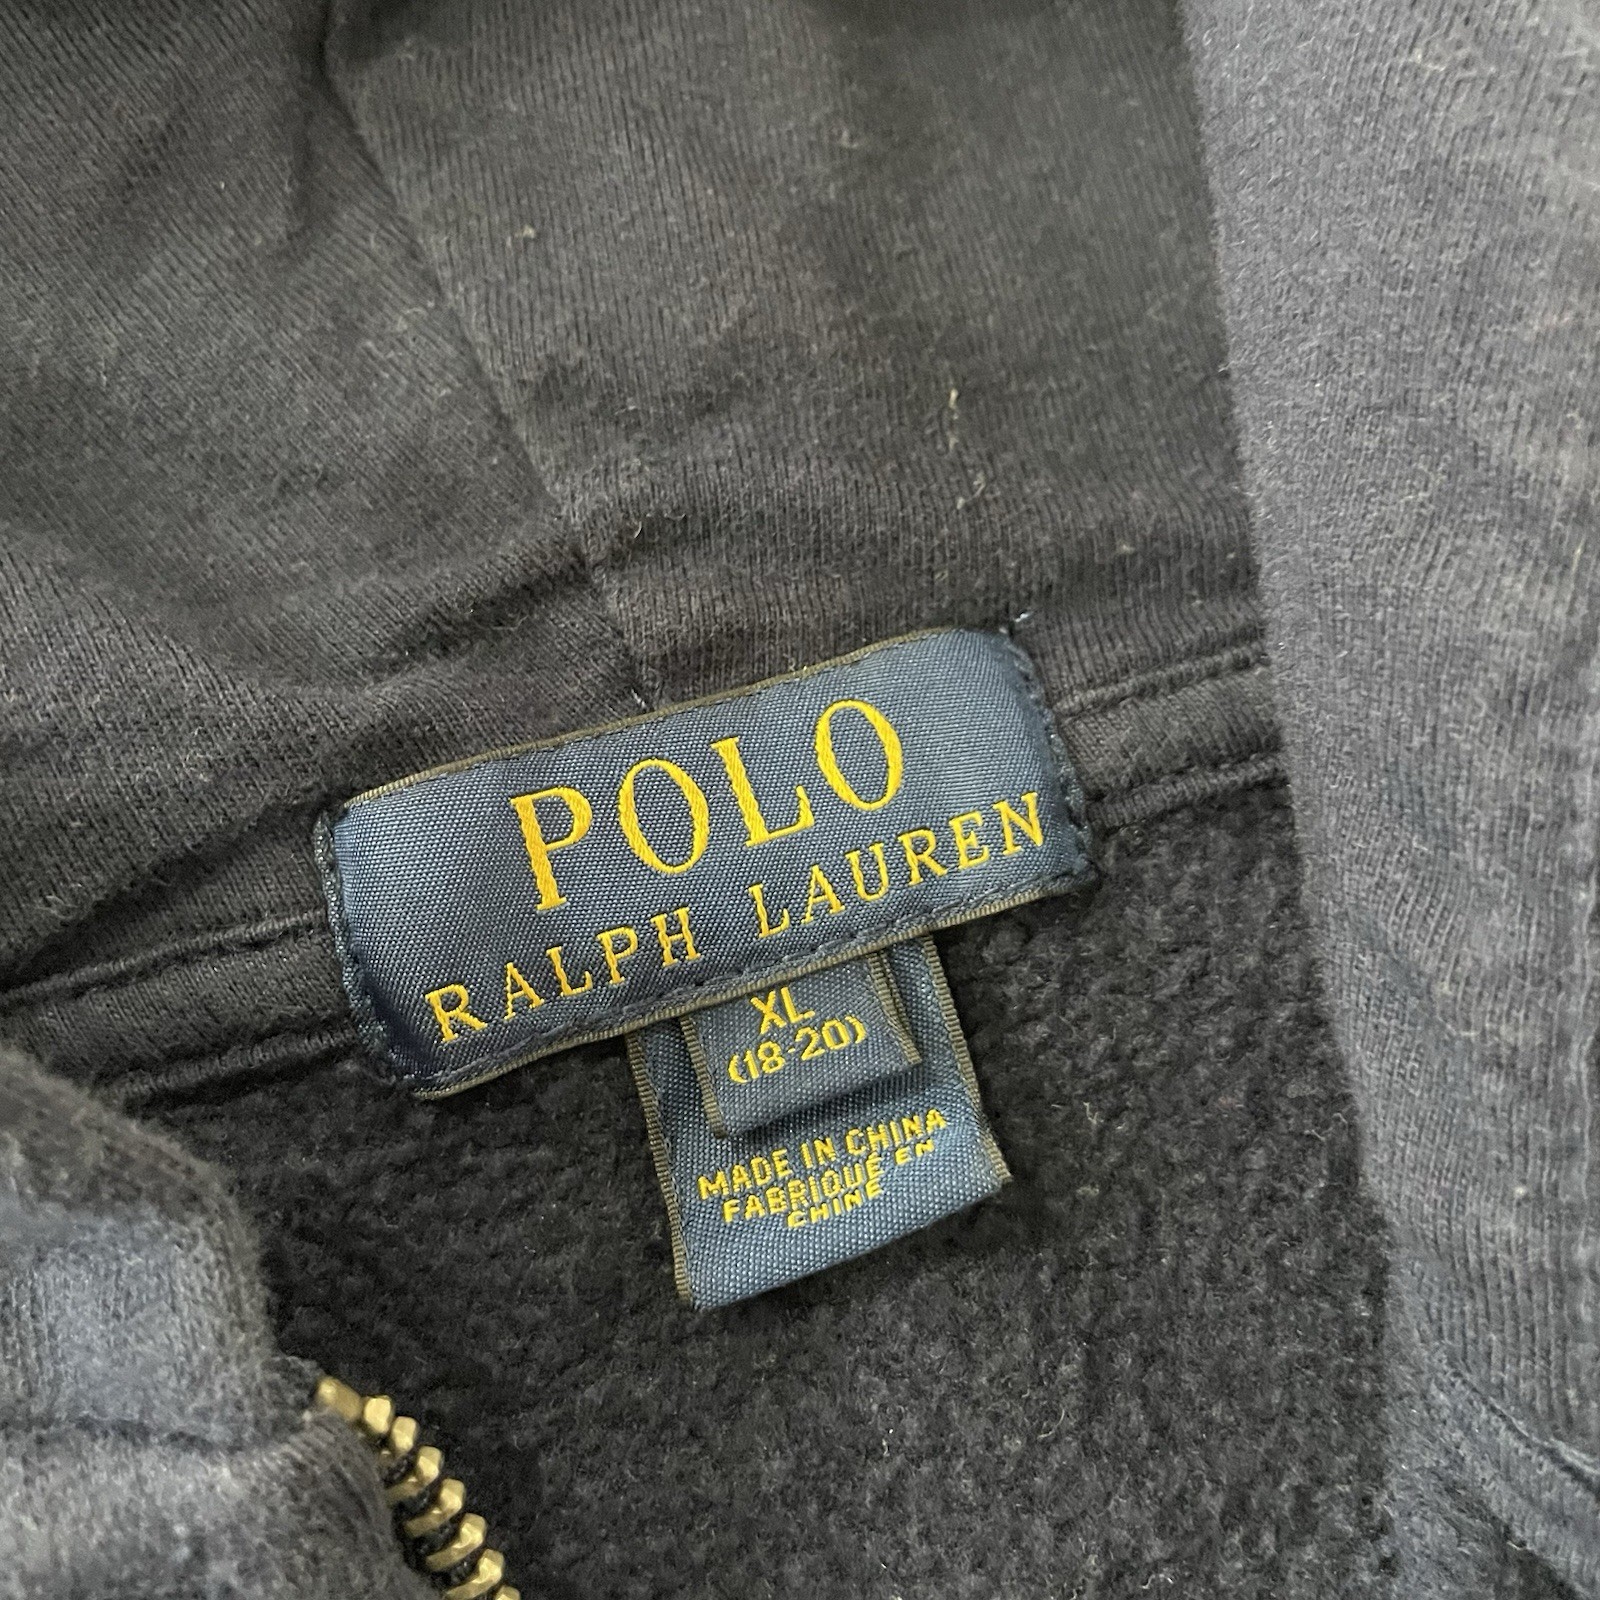 POLO
RALPH LAUREN
XL
(18-20)
MADE IN CHINA
FABRIQUÉ EN
CHINE